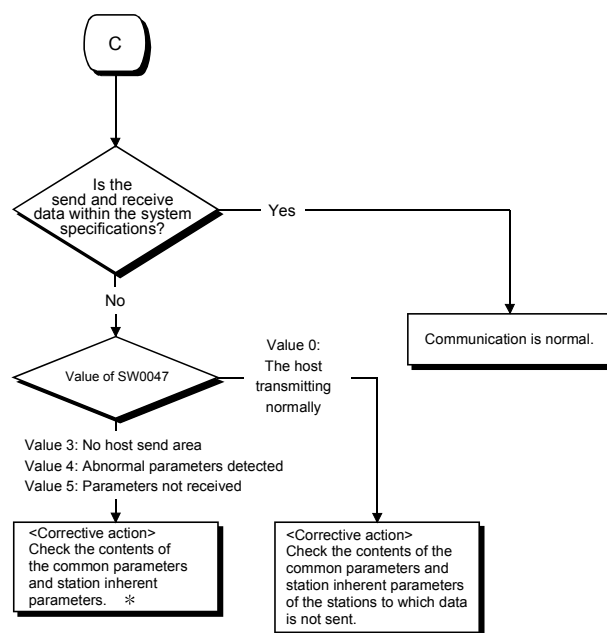 C
Is the
send and receive
data within the system
specifications?
Yes
No
Communication is normal.
Value of SW0047
Value 0:
The host
transmitting
normally
Value 3: No host send area
Value 4: Abnormal parameters detected
Value 5: Parameters not received
<Corrective action>
Check the contents of
the common parameters
and station inherent
parameters. *
<Corrective action>
Check the contents of the
common parameters and
station inherent parameters
of the stations to which data
is not sent.